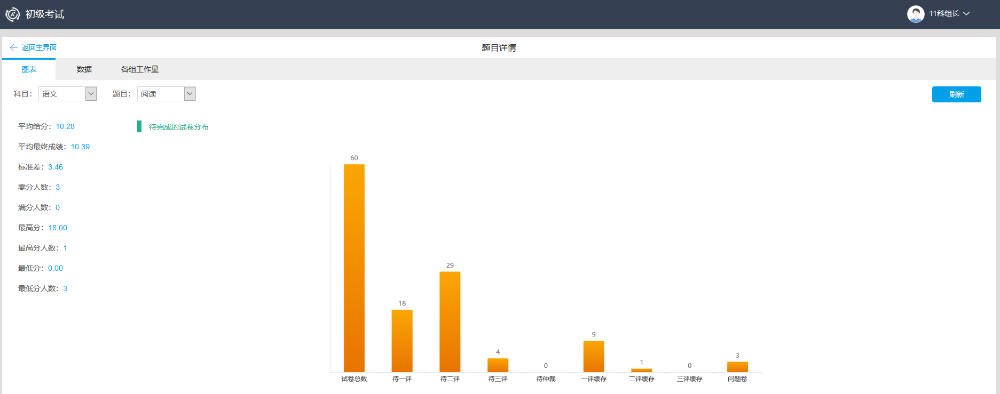 初级考试
11科组长
返回主界面
题目详情
图表 数据 各组工作量
科目： 语文 题目： 阅读 刷新
平均给分：10.28
平均最终成绩：10.39
标准差：3.46
零分人数：3
满分人数：0
最高分：18.00
最高分人数：1
最低分：0.00
最低分人数：3
待完成的试卷分布
60 18 29 4 0 9 1 0 3
试卷总数 待一评 待二评 待三评 待仲裁 一评缓存 二评缓存 三评缓存 问题卷